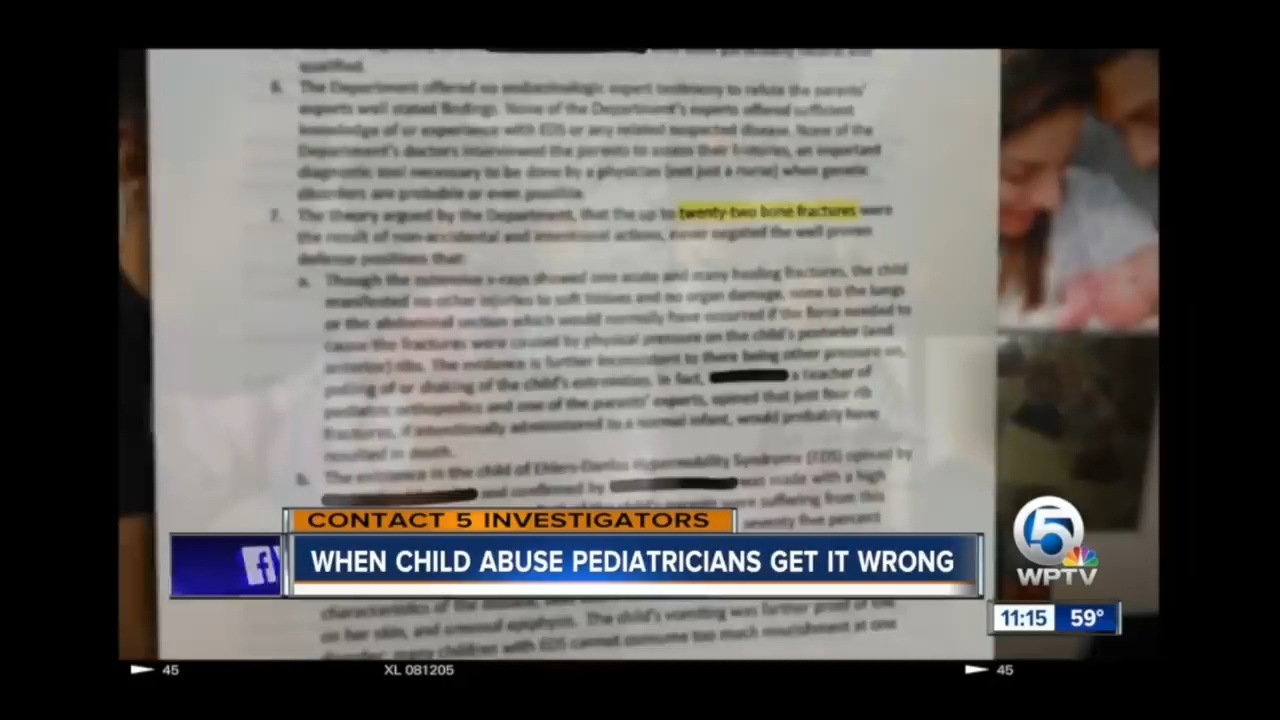 qualified.
6. The Department offered no endocrinologic expert testimony to refute the parents'
experts well stated findings. None of the Department's experts offered sufficient
knowledge of or experience with EDS or any related suspected disease. None of the
Department's doctors interviewed the parents to assess their histories, an important
diagnostic tool necessary to be done by a physician (not just a nurse) when genetic
disorders are probable or even possible.
7. The theory argued by the Department, that the up to twenty-two bone fractures were
the result of non-accidental and intentional actions, never negated the well proven
defense positions that:
a. Though the extensive x-rays showed one acute and many healing fractures, the child
manifested no other injuries to soft tissues and no organ damage, none to the lungs
or the abdominal section which would normally have occurred if the force needed to
cause the fractures were caused by physical pressure on the child's posterior (and
anterior) ribs. The evidence is further inconsistent to there being other pressure on,
pulling of or shaking of the child's extremities. In fact, a teacher of
pediatric orthopedics and one of the parents' experts, opined that just four rib
fractures, if intentionally administered to a normal infant, would probably have
resulted in death.
b. The existence in the child of Ehlers-Danlos Hypermobility Syndrome (EDS) opined by
and confirmed by was made with a high
were suffering from this
seventy five percent
CONTACT 5 INVESTIGATORS
f
WHEN CHILD ABUSE PEDIATRICIANS GET IT WRONG
5
WPTV
11:15 59°
characteristics of the disease,
on her skin, and unusual epiphysis. The child's vomiting was further proof of the
disorder; many children with EDS cannot consume too much nourishment at one
45 XL 081205 45